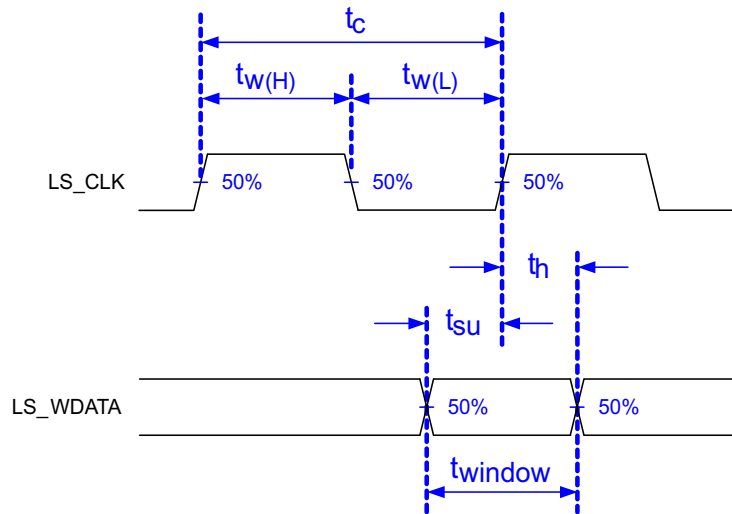 tc
tw(H) tw(L)
LS_CLK 50% 50% 50%
th
tsu
LS_WDATA 50% 50%
twindow